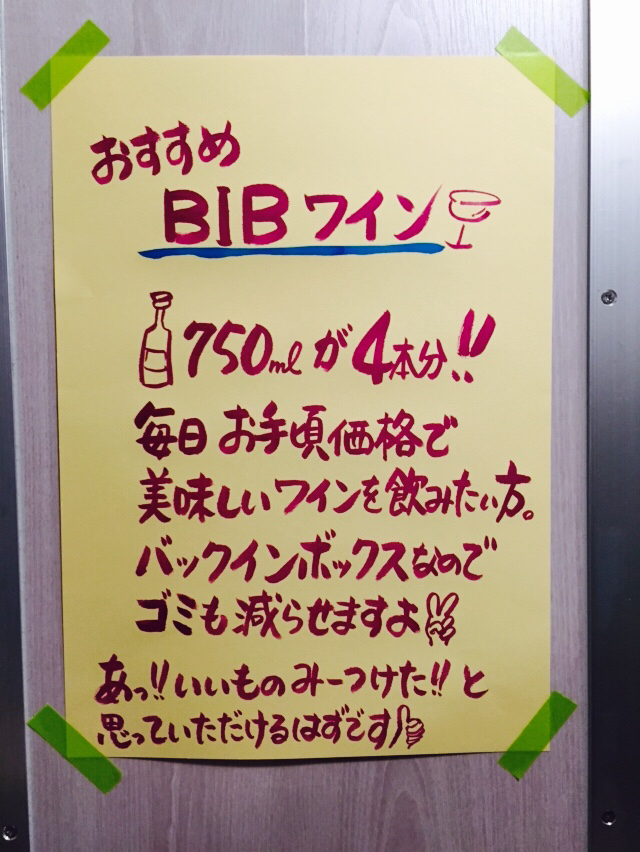 おすすめ
BIBワイン
750mlが4本分!!
毎日お手頃価格で
美味しいワインを飲みたい方。
バックインボックスなので
ゴミも減らせますよ
あっ!!いいものみーつけた!!と
思っていただけるはずです